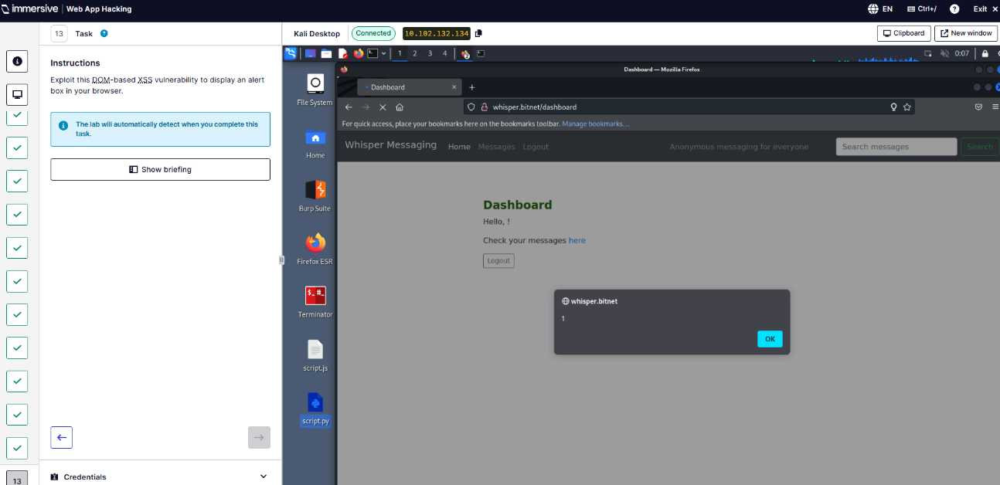 immersive | Web App Hacking
EN Ctrl+/ ? Exit ×
13 Task ?
Kali Desktop Connected 10.102.132.134 Clipboard New window
1 2 3 4 0:07
Instructions
Exploit this DOM-based XSS vulnerability to display an alert
box in your browser.
The lab will automatically detect when you complete this
task.
Show briefing
Credentials
13
File System
Home
Burp Suite
Firefox ESR
Terminator
script.js
script.py
Dashboard — Mozilla Firefox
Dashboard × +
whisper.bitnet/dashboard
For quick access, place your bookmarks here on the bookmarks toolbar. Manage bookmarks...
Whisper Messaging Home Messages Logout Anonymous messaging for everyone Search messages Search
Dashboard
Hello, !
Check your messages here
Logout
whisper.bitnet
1
OK